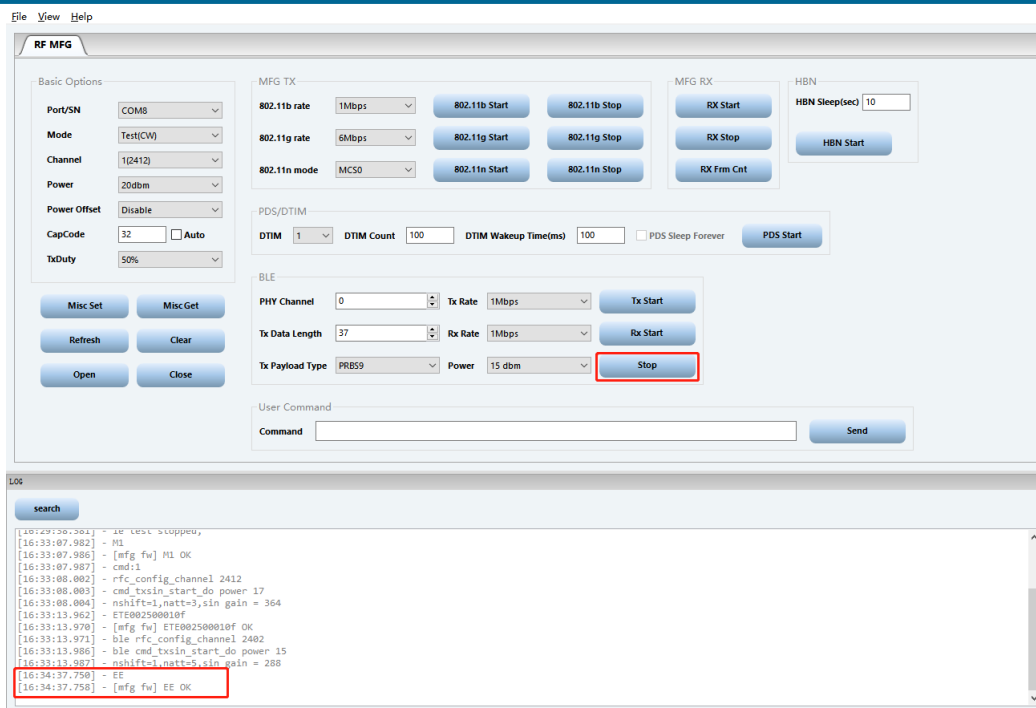 File View Help
RF MFG
Basic Options
Port/SN COM8
Mode Test(CW)
Channel 1(2412)
Power 20dbm
Power Offset Disable
CapCode 32 Auto
TxDuty 50%
Misc Set Misc Get
Refresh Clear
Open Close
MFG TX
802.11b rate 1Mbps 802.11b Start 802.11b Stop
802.11g rate 6Mbps 802.11g Start 802.11g Stop
802.11n mode MCS0 802.11n Start 802.11n Stop
MFG RX
RX Start
RX Stop
RX Frm Cnt
HBN
HBN Sleep(sec) 10
HBN Start
PDS/DTIM
DTIM 1 DTIM Count 100 DTIM Wakeup Time(ms) 100 PDS Sleep Forever PDS Start
BLE
PHY Channel 0 Tx Rate 1Mbps Tx Start
Tx Data Length 37 Rx Rate 1Mbps Rx Start
Tx Payload Type PRBS9 Power 15 dbm Stop
User Command
Command Send
LOG
search
[16:29:58.581] - le test stopped,
[16:33:07.982] - M1
[16:33:07.986] - [mfg fw] M1 OK
[16:33:07.987] - cmd:1
[16:33:08.002] - rfc_config_channel 2412
[16:33:08.003] - cmd_txsin_start_do power 17
[16:33:08.004] - nshift=1,natt=3,sin gain = 364
[16:33:13.962] - ETE002500010f
[16:33:13.970] - [mfg fw] ETE002500010f OK
[16:33:13.971] - ble rfc_config_channel 2402
[16:33:13.986] - ble cmd_txsin_start_do power 15
[16:33:13.987] - nshift=1,natt=5,sin gain = 288
[16:34:37.750] - EE
[16:34:37.758] - [mfg fw] EE OK